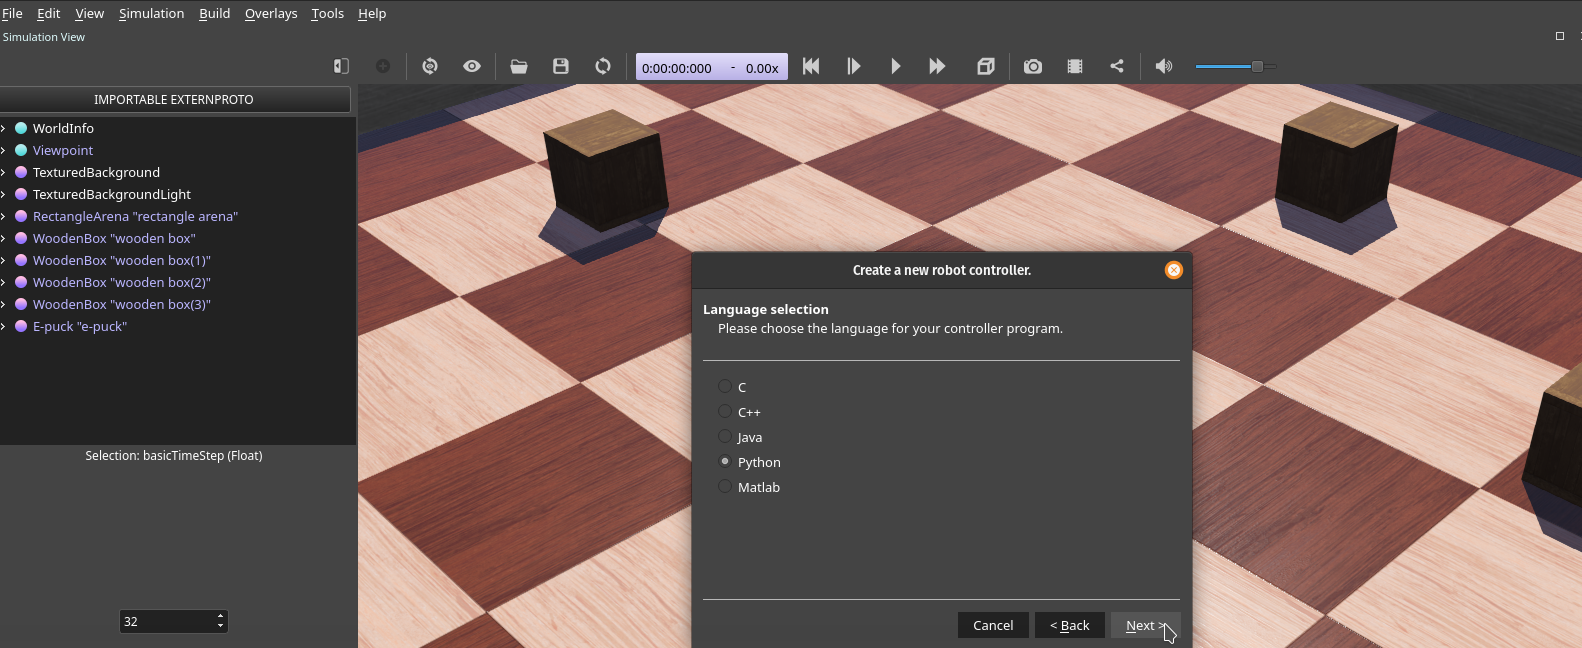 File Edit View Simulation Build Overlays Tools Help
Simulation View
0:00:00:000 - 0.00x
IMPORTABLE EXTERNPROTO
WorldInfo
Viewpoint
TexturedBackground
TexturedBackgroundLight
RectangleArena "rectangle arena"
WoodenBox "wooden box"
WoodenBox "wooden box(1)"
WoodenBox "wooden box(2)"
WoodenBox "wooden box(3)"
E-puck "e-puck"
Selection: basicTimeStep (Float)
32
Create a new robot controller.
Language selection
Please choose the language for your controller program.
C
C++
Java
Python
Matlab
Cancel < Back Next >